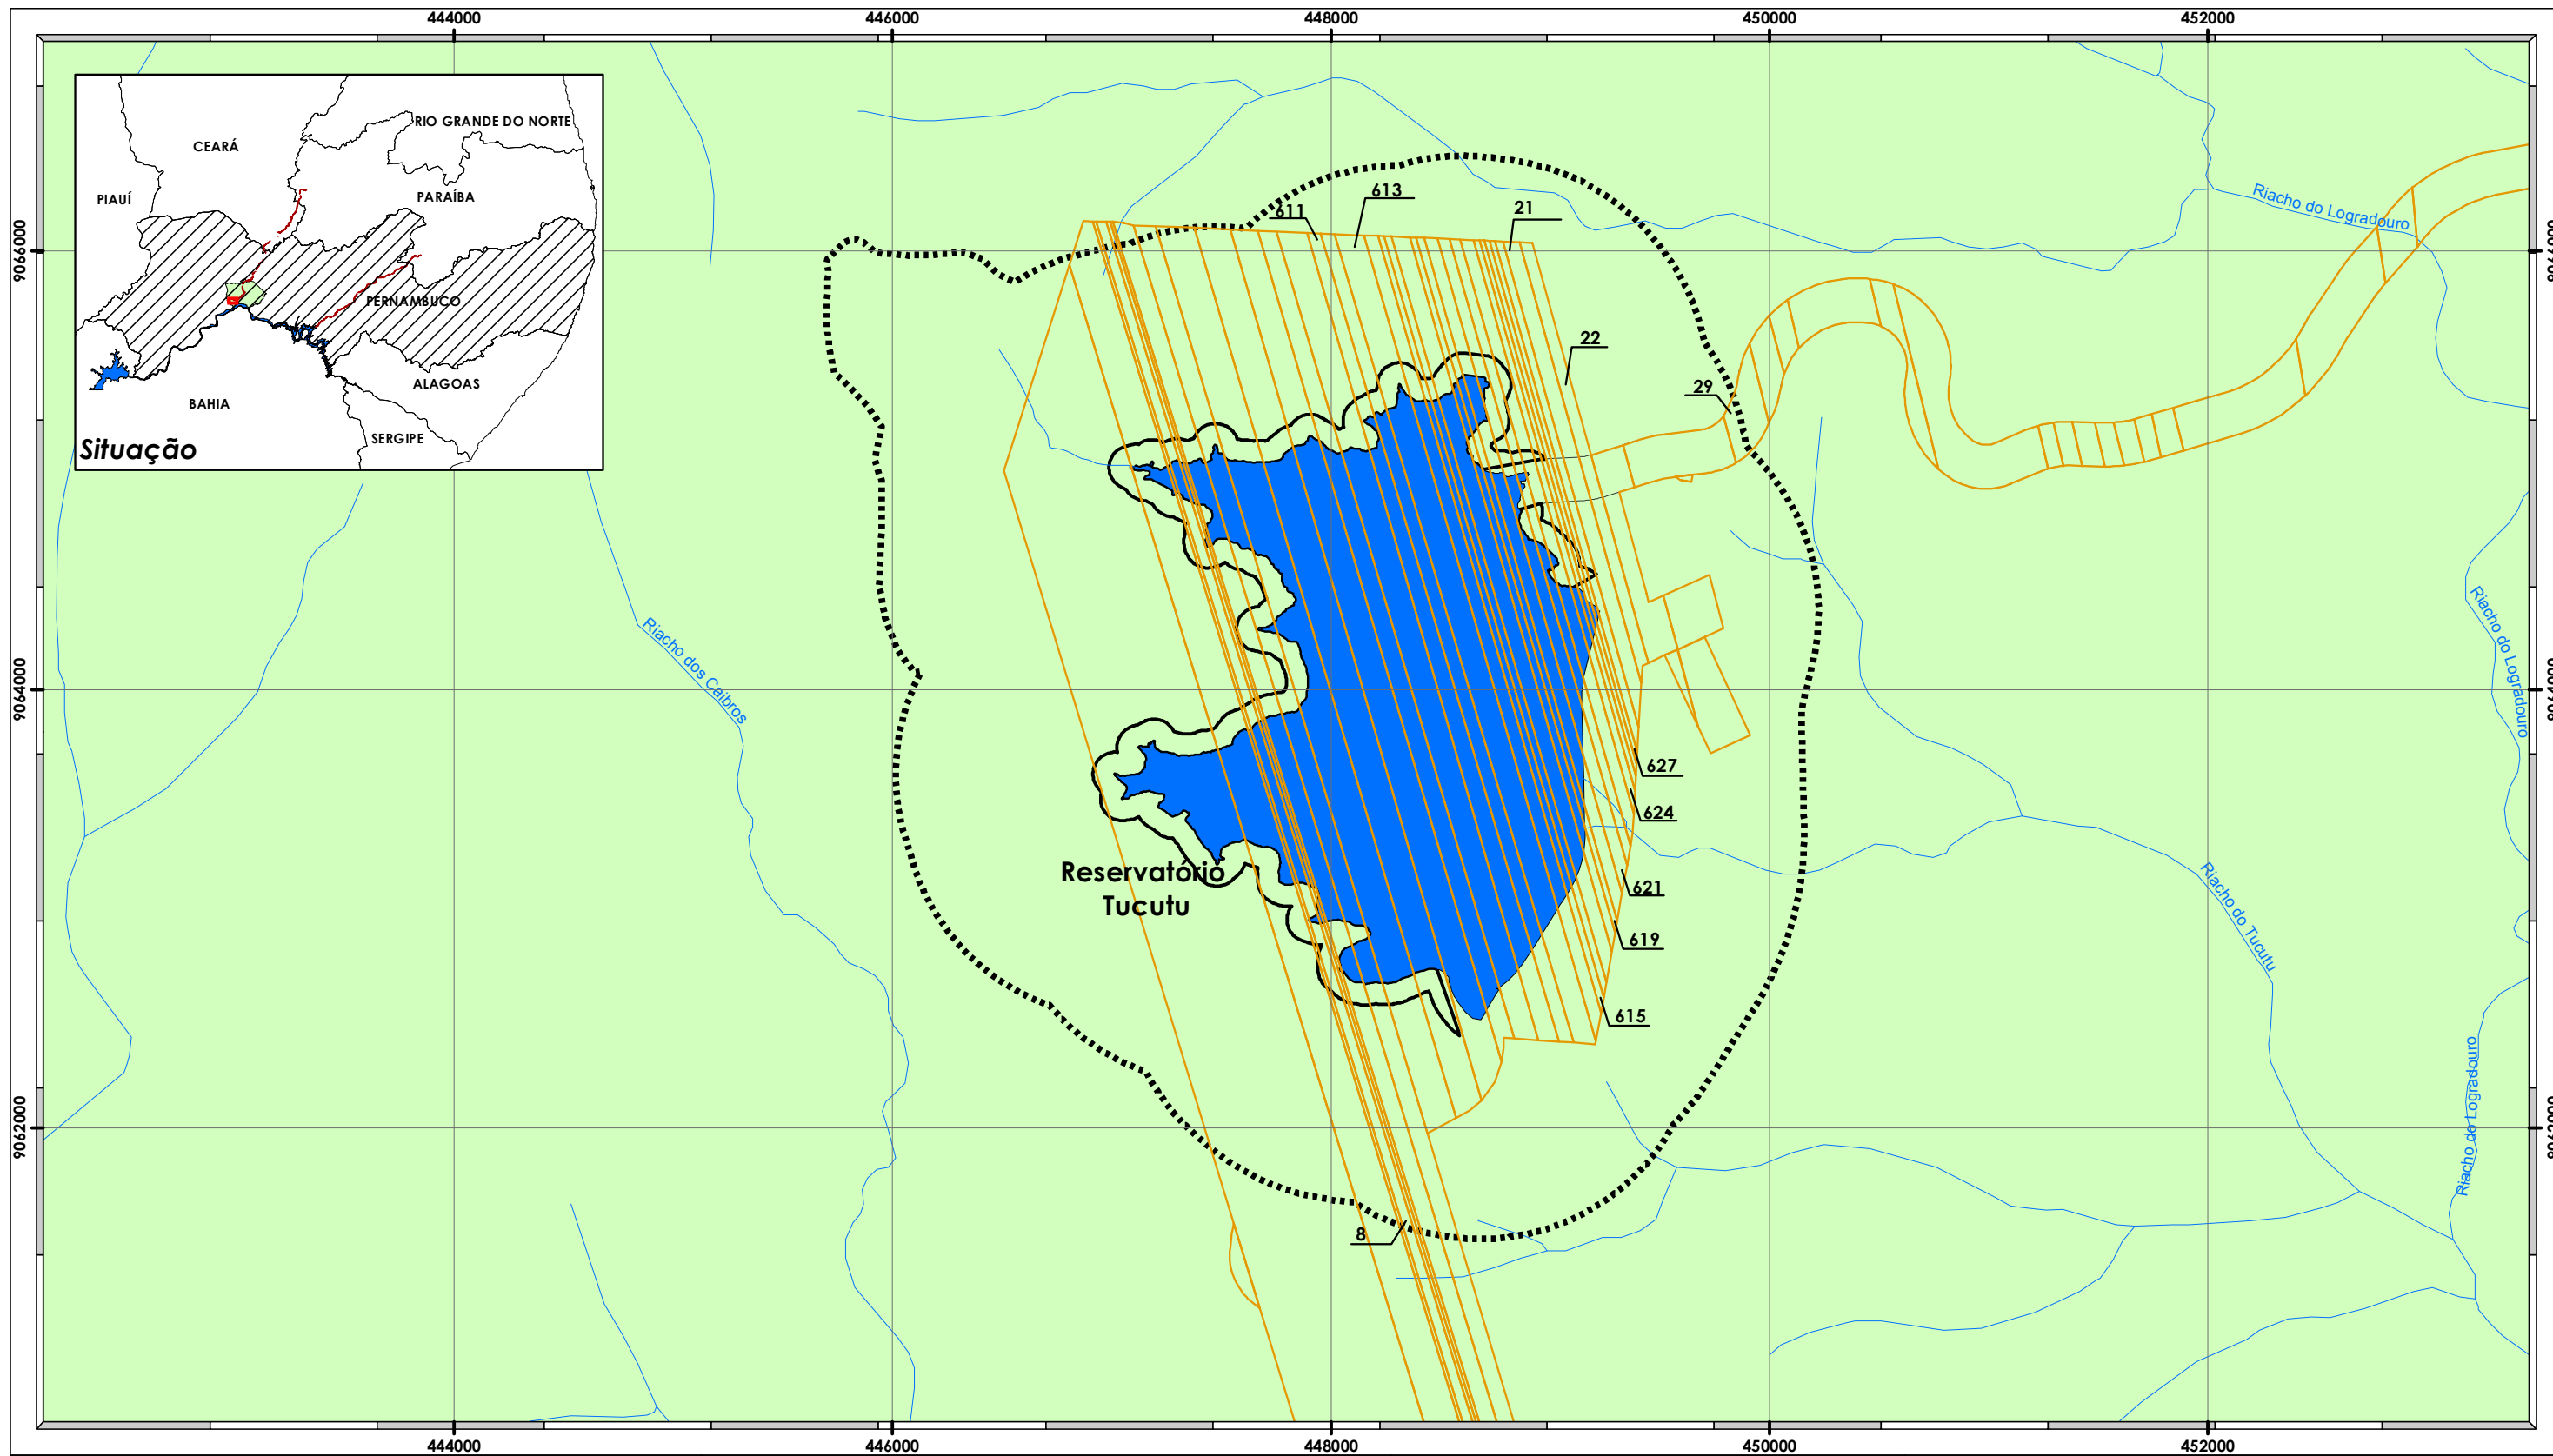 444000
446000
448000
450000
452000
RIO GRANDE DO NORTE
CEARÁ
PIAUÍ
PARAÍBA
PERNAMBUCO
ALAGOAS
BAHIA
SERGIPE
Situação
613
611
21
Riacho do Logradouro
9066000
22
29
Riacho do Logradouro
Riacho dos Caibros
9064000
627
624
Reservatório
Tucutu
621
Riacho do Tucutu
619
615
Riacho do Logradouro
9062000
8
444000
446000
448000
450000
452000